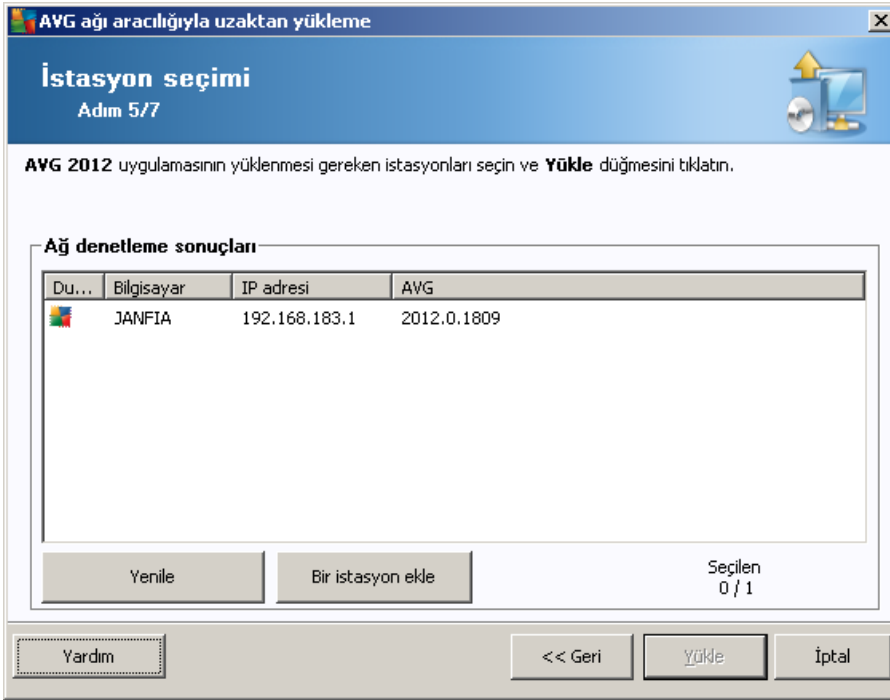 AVG ağı aracılığıyla uzaktan yükleme
İstasyon seçimi
Adım 5/7
AVG 2012 uygulamasının yüklenmesi gereken istasyonları seçin ve Yükle düğmesini tıklatın.
Ağ denetleme sonuçları
Du... Bilgisayar IP adresi AVG
JANFIA 192.168.183.1 2012.0.1809
Yenile Bir istasyon ekle Seçilen
0 / 1
Yardım << Geri Yükle İptal